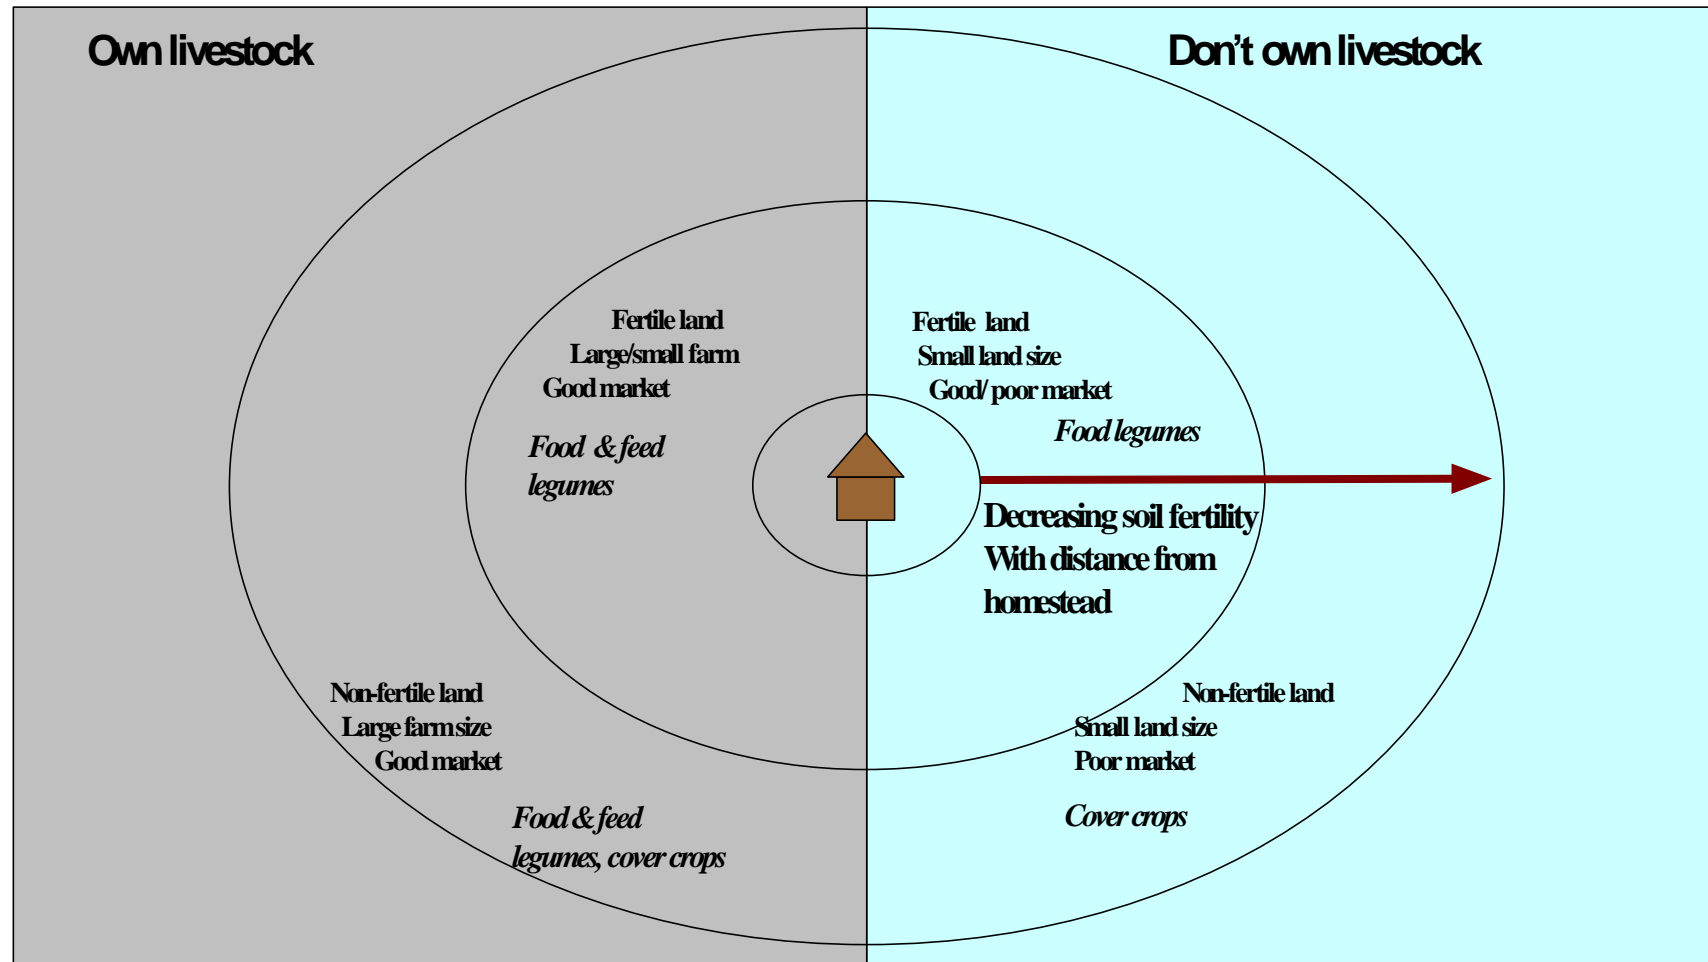 Own livestock
Don't own livestock
Fertile land
Large/small farm
Good market
Food & feed
legumes
Fertile land
Small land size
Good/ poor market
Food legumes
Decreasing soil fertility
With distance from
homestead
Non-fertile land
Large farm size
Good market
Food & feed
legumes, cover crops
Non-fertile land
Small land size
Poor market
Cover crops